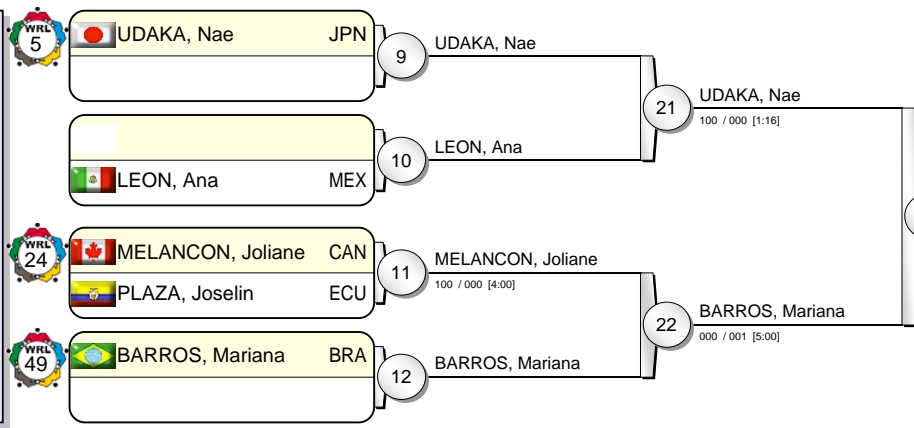 WRL
5
UDAKA, Nae JPN
9
UDAKA, Nae
21
UDAKA, Nae
100 / 000 [1:16]
10
LEON, Ana
LEON, Ana MEX
WRL
24
MELANCON, Joliane CAN
PLAZA, Joselin ECU
11
MELANCON, Joliane
100 / 000 [4:00]
22
BARROS, Mariana
000 / 001 [5:00]
WRL
49
BARROS, Mariana BRA
12
BARROS, Mariana